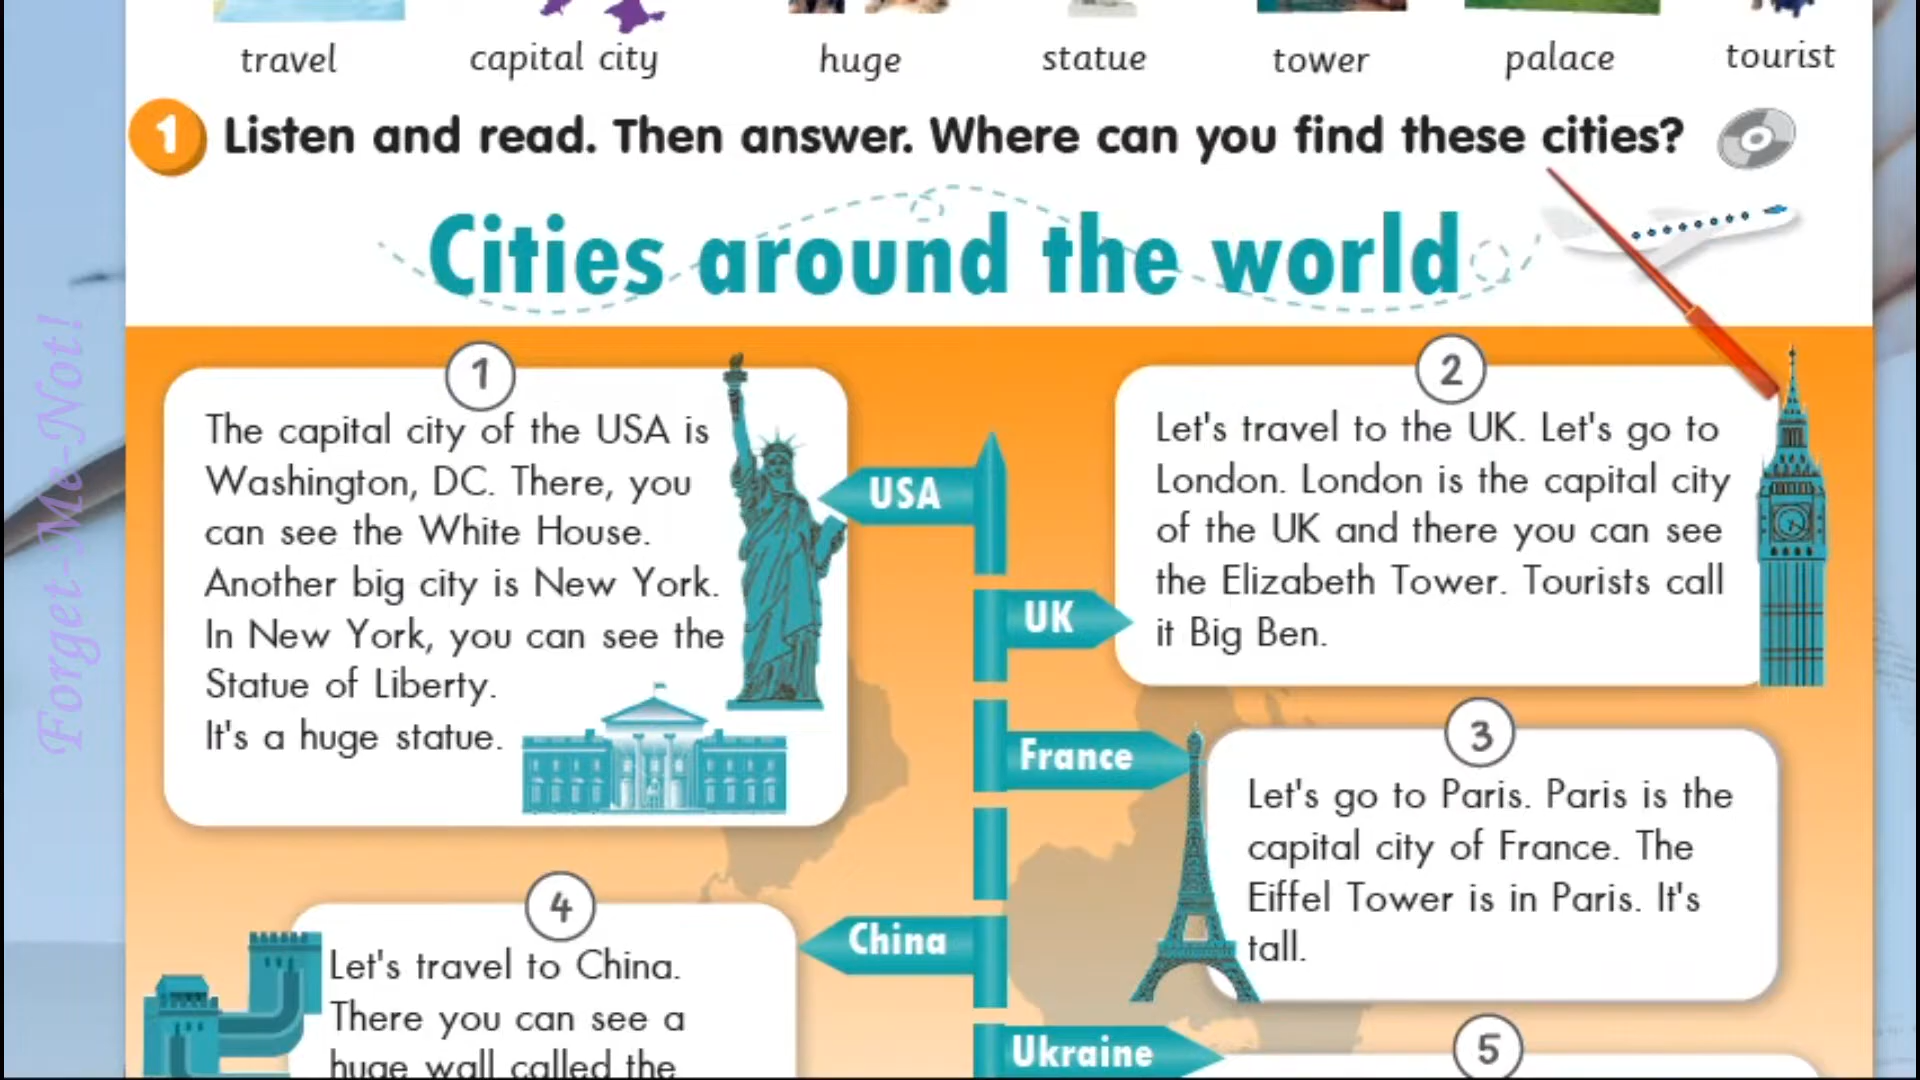 travel
capital city
huge
statue
tower
palace
tourist
1 Listen and read. Then answer. Where can you find these cities?
Cities around the world
1
The capital city of the USA is
Washington, DC. There, you
can see the White House.
Another big city is New York.
In New York, you can see the
Statue of Liberty.
It's a huge statue.
USA
2
Let's travel to the UK. Let's go to
London. London is the capital city
of the UK and there you can see
the Elizabeth Tower. Tourists call
it Big Ben.
UK
France
3
Let's go to Paris. Paris is the
capital city of France. The
Eiffel Tower is in Paris. It's
tall.
4
Let's travel to China.
There you can see a
huge wall called the
China
Ukraine
5
Forget-Me-Not!